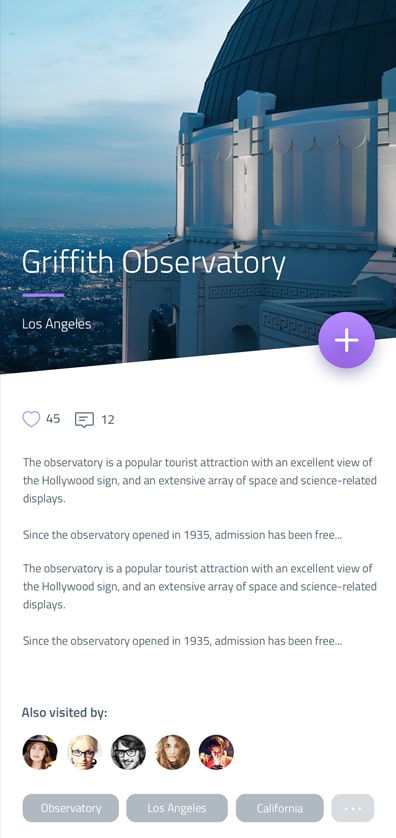 Griffith Observatory
Los Angeles
45 12
The observatory is a popular tourist attraction with an excellent view of
the Hollywood sign, and an extensive array of space and science-related
displays.
Since the observatory opened in 1935, admission has been free...
The observatory is a popular tourist attraction with an excellent view of
the Hollywood sign, and an extensive array of space and science-related
displays.
Since the observatory opened in 1935, admission has been free...
Also visited by:
Observatory Los Angeles California